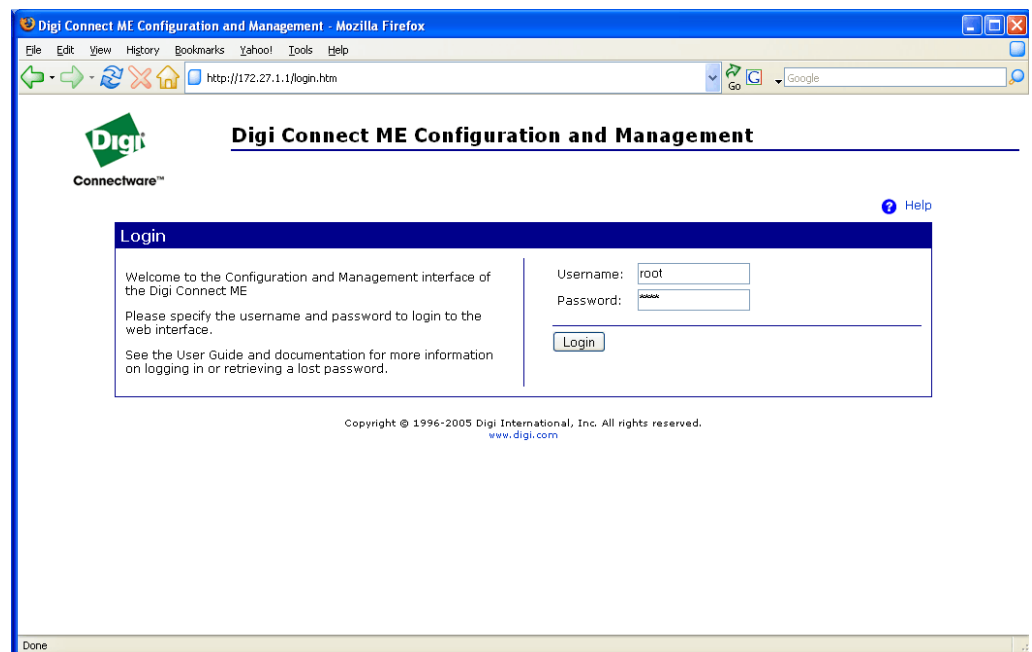 Digi Connect ME Configuration and Management - Mozilla Firefox
File Edit View History Bookmarks Yahoo! Tools Help
http://172.27.1.1/login.htm Go G Google
Digi
Connectware™
Digi Connect ME Configuration and Management
? Help
Login
Welcome to the Configuration and Management interface of
the Digi Connect ME
Please specify the username and password to login to the
web interface.
See the User Guide and documentation for more information
on logging in or retrieving a lost password.
Username: root
Password: ****
Login
Copyright © 1996-2005 Digi International, Inc. All rights reserved.
www.digi.com
Done